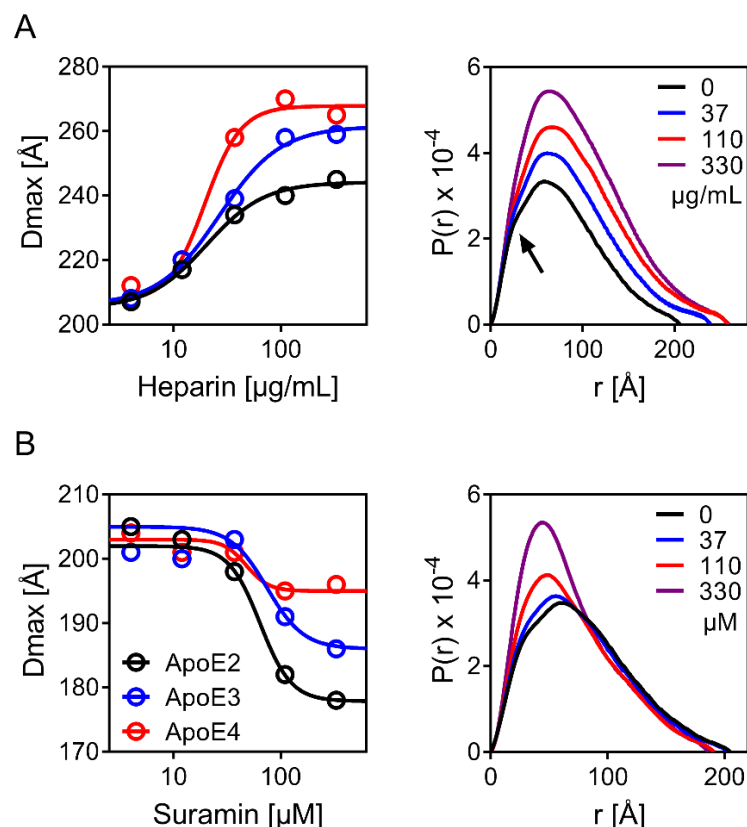 A
280
260
240
220
200
Dmax [Å]
10
100
Heparin [µg/mL]
6
4
2
0
P(r) x 10⁻⁴
0
37
110
330
µg/mL
0
100
200
r [Å]
B
210
200
190
180
170
Dmax [Å]
ApoE2
ApoE3
ApoE4
10
100
Suramin [µM]
6
4
2
0
P(r) x 10⁻⁴
0
37
110
330
µM
0
100
200
r [Å]